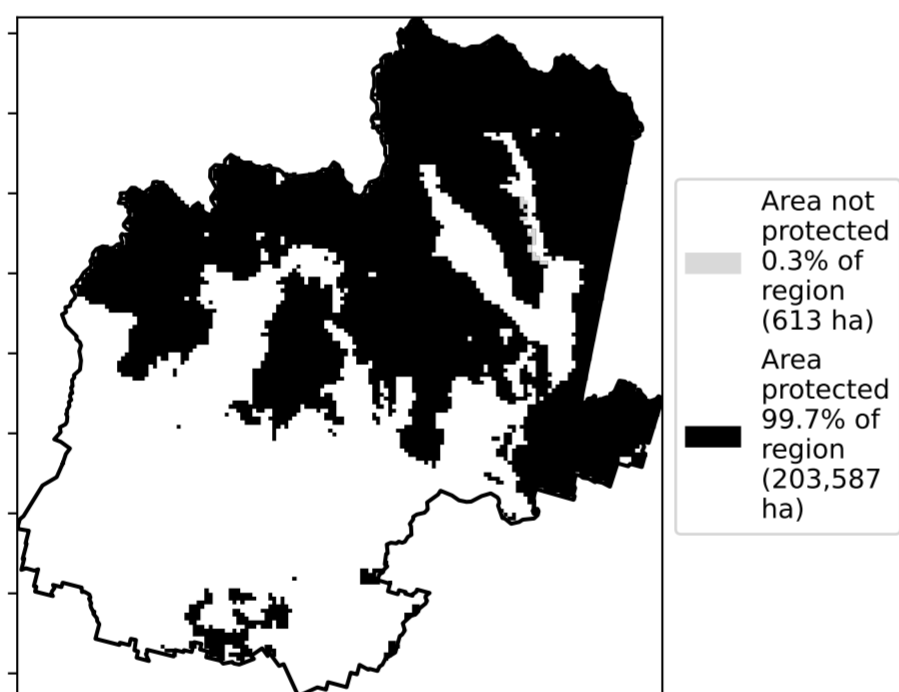 Area not
protected
0.3% of
region
(613 ha)
Area
protected
99.7% of
region
(203,587
ha)